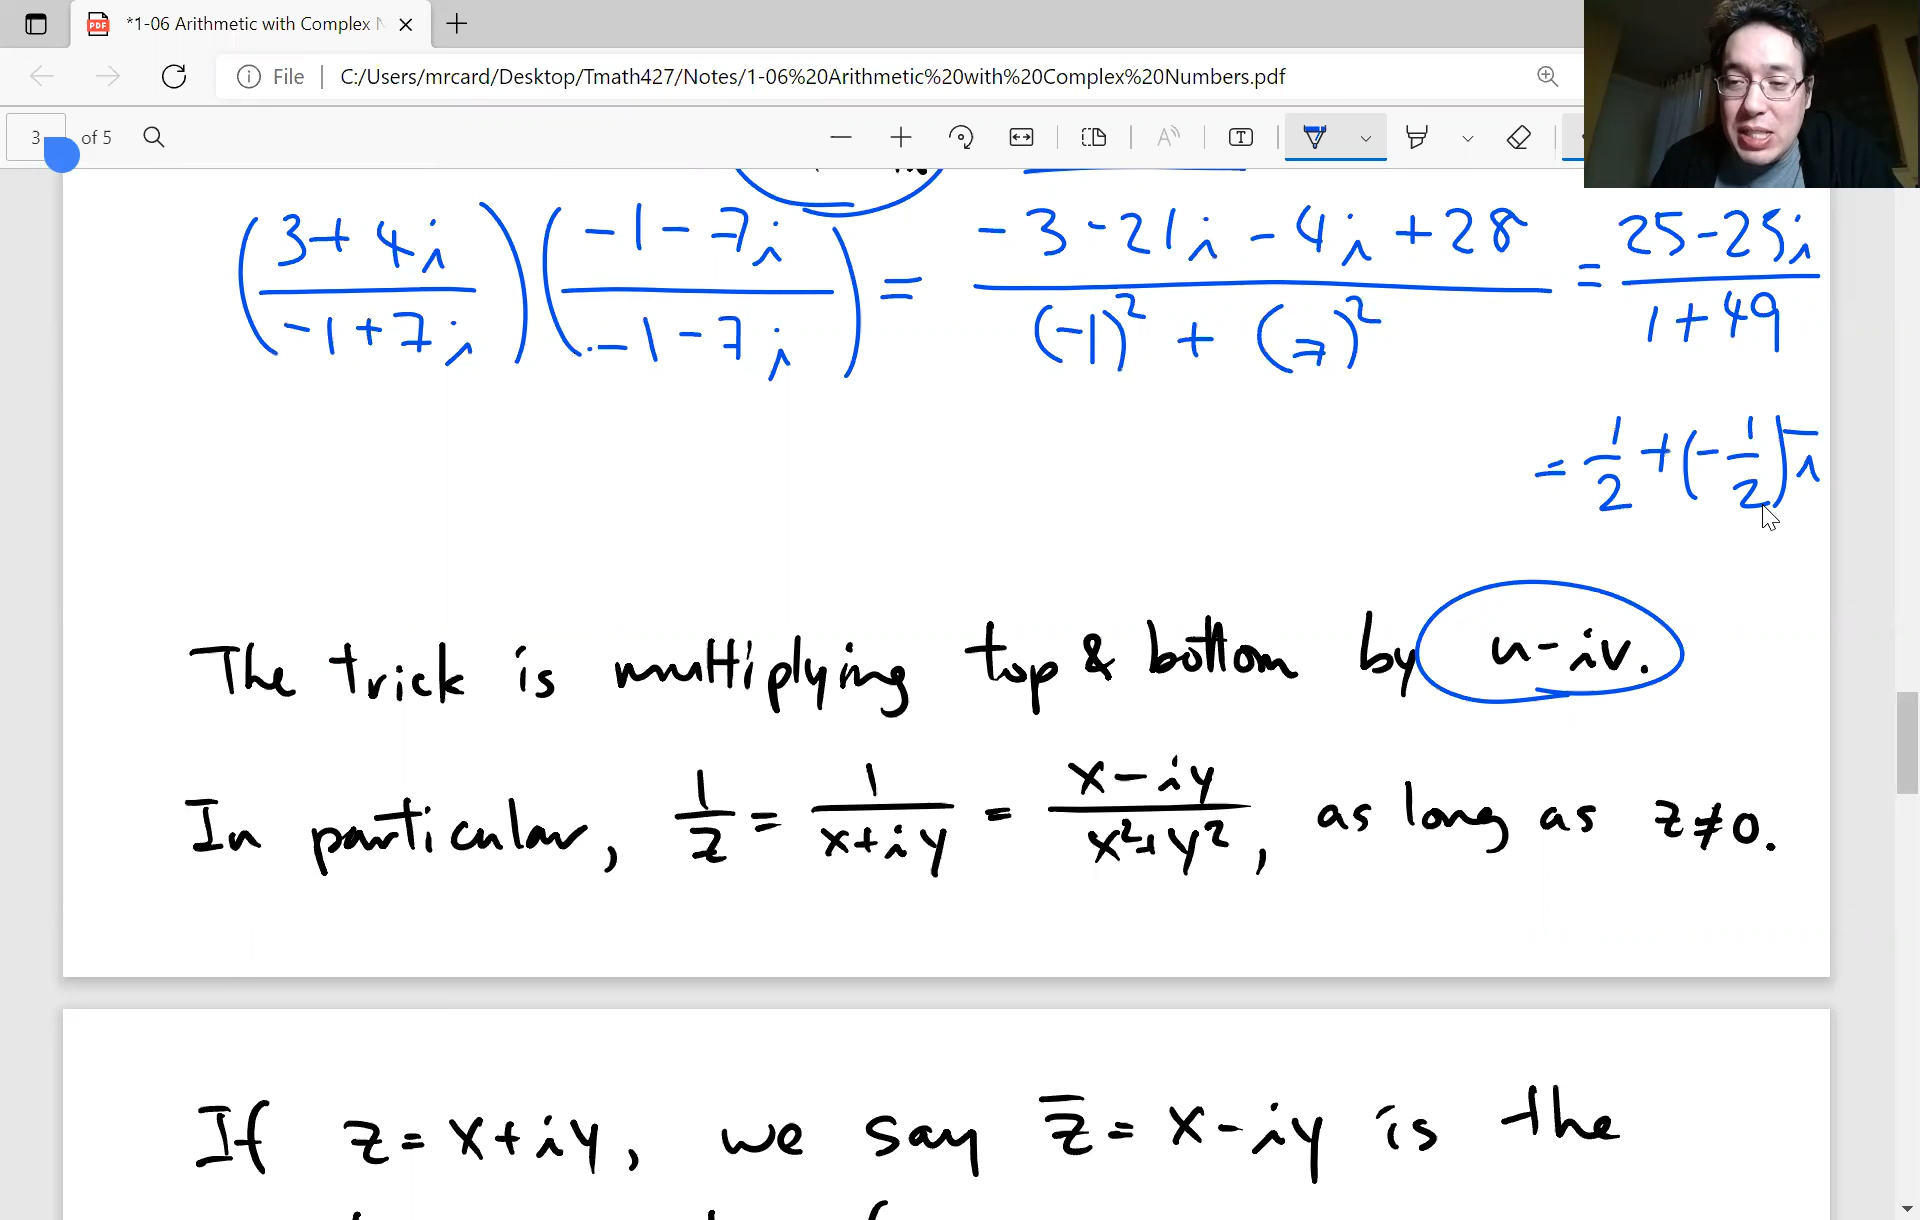 *1-06 Arithmetic with Complex N
File | C:/Users/mrcard/Desktop/Tmath427/Notes/1-06%20Arithmetic%20with%20Complex%20Numbers.pdf
3 of 5
((3+4i)/(-1+7i)) ((-1-7i)/(-1-7i)) = (-3-21i-4i+28)/((-1)²+(7)²) = (25-25i)/(1+49)
= 1/2 + (-1/2)i
The trick is multiplying top & bottom by u-iv.
In particular, 1/z = 1/(x+iy) = (x-iy)/(x²+y²), as long as z≠0.
If z = x+iy, we say z̄ = x-iy is the